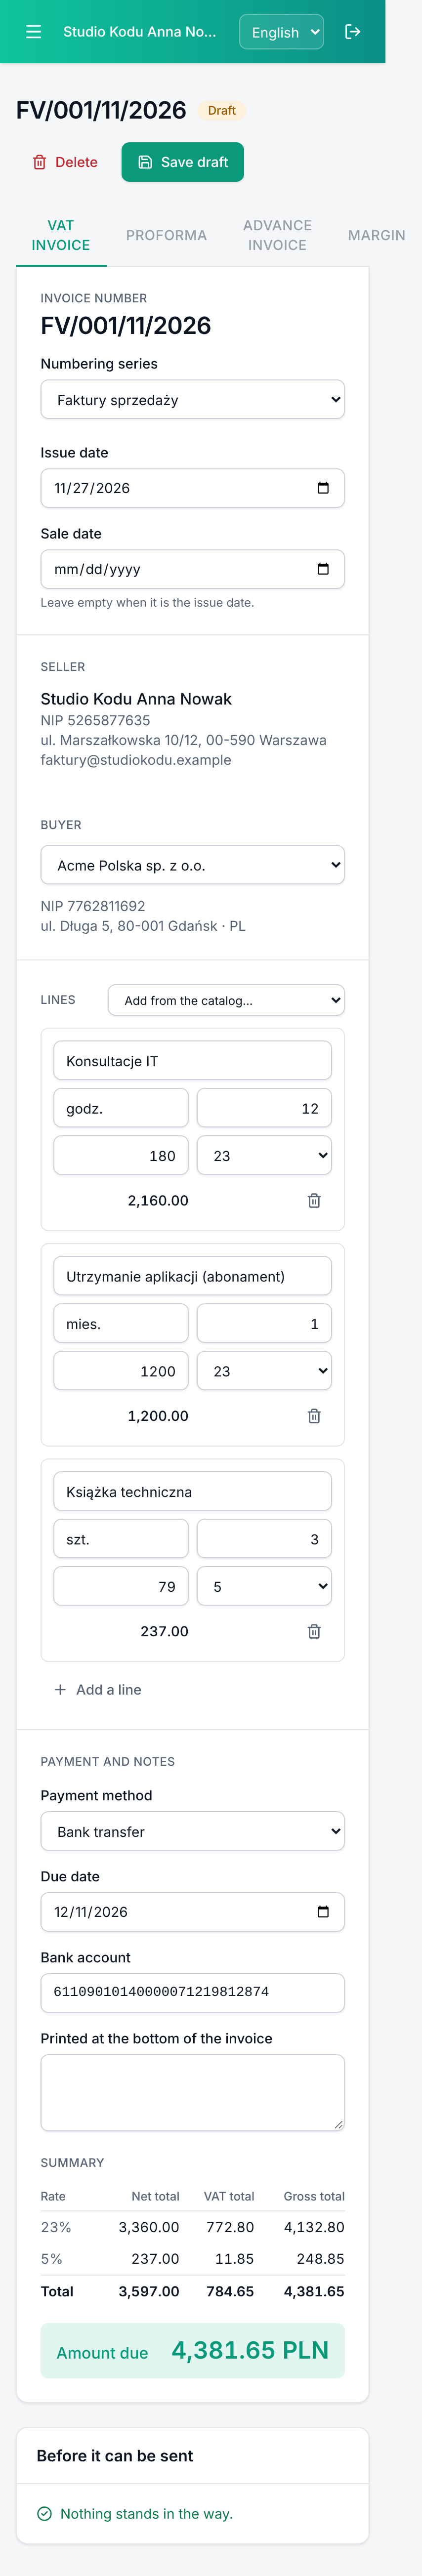 Studio Kodu Anna No...
English
FV/001/11/2026
Draft
Delete
Save draft
VAT
INVOICE
PROFORMA
ADVANCE
INVOICE
MARGIN
INVOICE NUMBER
FV/001/11/2026
Numbering series
Faktury sprzedaży
Issue date
11/27/2026
Sale date
mm/dd/yyyy
Leave empty when it is the issue date.
SELLER
Studio Kodu Anna Nowak
NIP 5265877635
ul. Marszałkowska 10/12, 00-590 Warszawa
faktury@studiokodu.example
BUYER
Acme Polska sp. z o.o.
NIP 7762811692
ul. Długa 5, 80-001 Gdańsk · PL
LINES
Add from the catalog...
Konsultacje IT
godz.
12
180
23
2,160.00
Utrzymanie aplikacji (abonament)
mies.
1
1200
23
1,200.00
Książka techniczna
szt.
3
79
5
237.00
Add a line
PAYMENT AND NOTES
Payment method
Bank transfer
Due date
12/11/2026
Bank account
61109010140000071219812874
Printed at the bottom of the invoice
SUMMARY
Rate Net total VAT total Gross total
23% 3,360.00 772.80 4,132.80
5% 237.00 11.85 248.85
Total 3,597.00 784.65 4,381.65
Amount due 4,381.65 PLN
Before it can be sent
Nothing stands in the way.